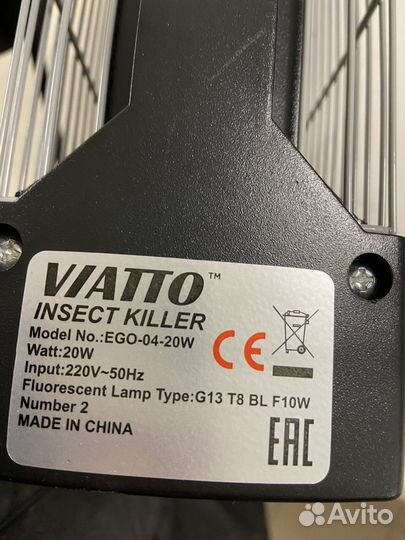 VIATTO™
INSECT KILLER
Model No.:EGO-04-20W
Watt:20W
Input:220V~50Hz
Fluorescent Lamp Type:G13 T8 BL F10W
Number 2
MADE IN CHINA
CE
EAC
Avito